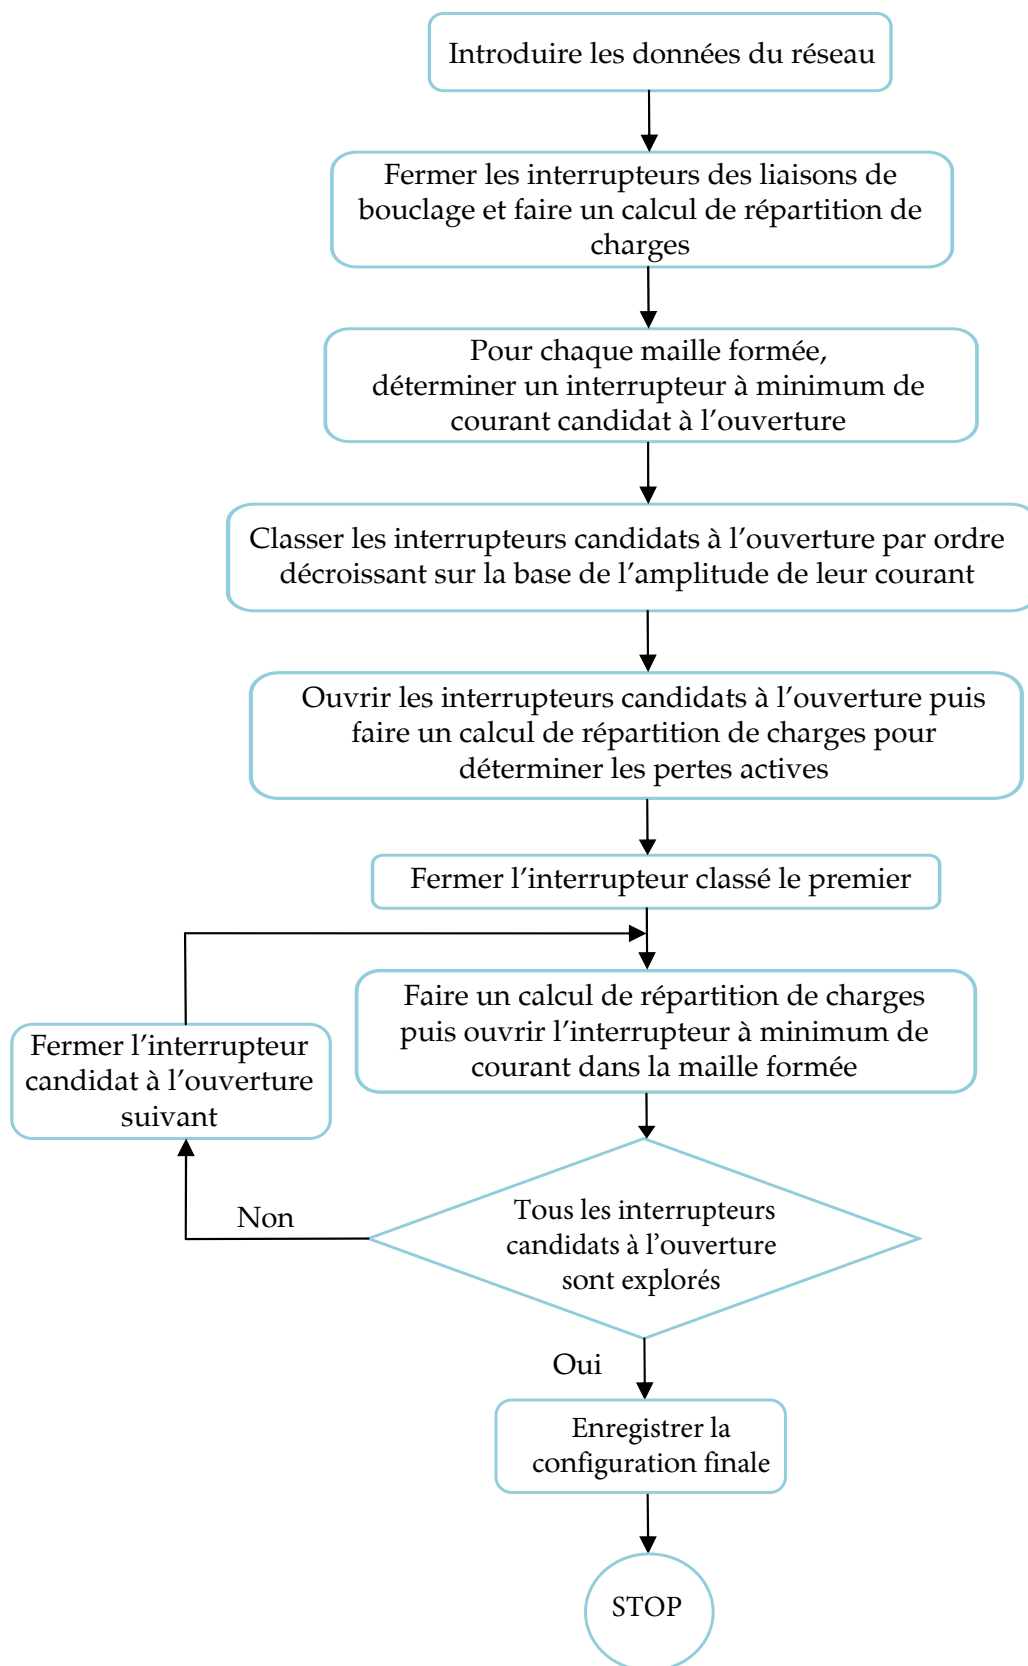 Introduire les données du réseau
Fermer les interrupteurs des liaisons de
bouclage et faire un calcul de répartition de
charges
Pour chaque maille formée,
déterminer un interrupteur à minimum de
courant candidat à l’ouverture
Classer les interrupteurs candidats à l’ouverture par ordre
décroissant sur la base de l’amplitude de leur courant
Ouvrir les interrupteurs candidats à l’ouverture puis
faire un calcul de répartition de charges pour
déterminer les pertes actives
Fermer l’interrupteur classé le premier
Faire un calcul de répartition de charges
puis ouvrir l’interrupteur à minimum de
courant dans la maille formée
Fermer l’interrupteur
candidat à l’ouverture
suivant
Non
Tous les interrupteurs
candidats à l’ouverture
sont explorés
Oui
Enregistrer la
configuration finale
STOP